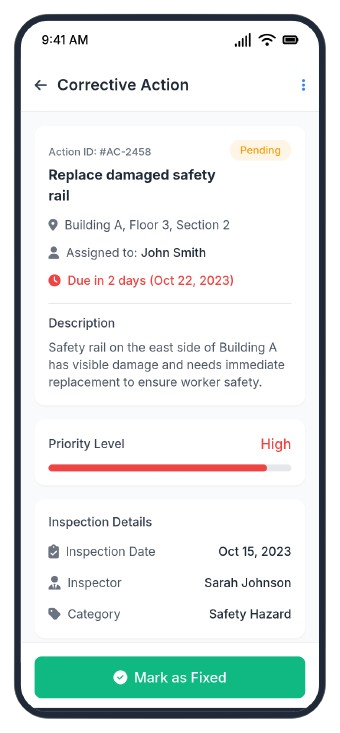 9:41 AM
Corrective Action
Action ID: #AC-2458
Pending
Replace damaged safety
rail
Building A, Floor 3, Section 2
Assigned to: John Smith
Due in 2 days (Oct 22, 2023)
Description
Safety rail on the east side of Building A
has visible damage and needs immediate
replacement to ensure worker safety.
Priority Level
High
Inspection Details
Inspection Date
Oct 15, 2023
Inspector
Sarah Johnson
Category
Safety Hazard
Mark as Fixed